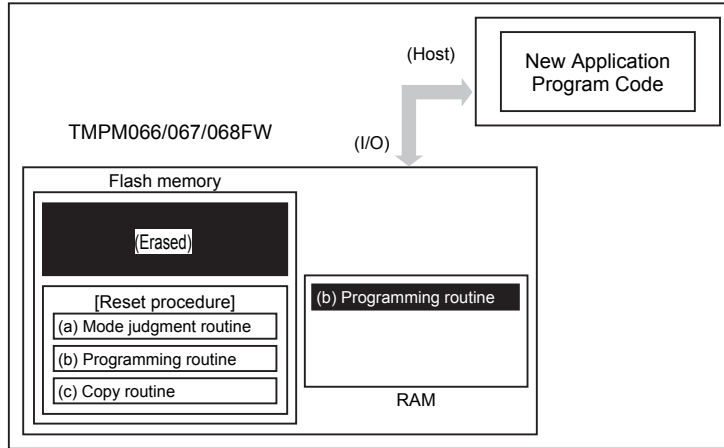 (Host)
New Application
Program Code
TMPM066/067/068FW
(I/O)
Flash memory
(Erased)
[Reset procedure]
(a) Mode judgment routine
(b) Programming routine
(c) Copy routine
(b) Programming routine
RAM